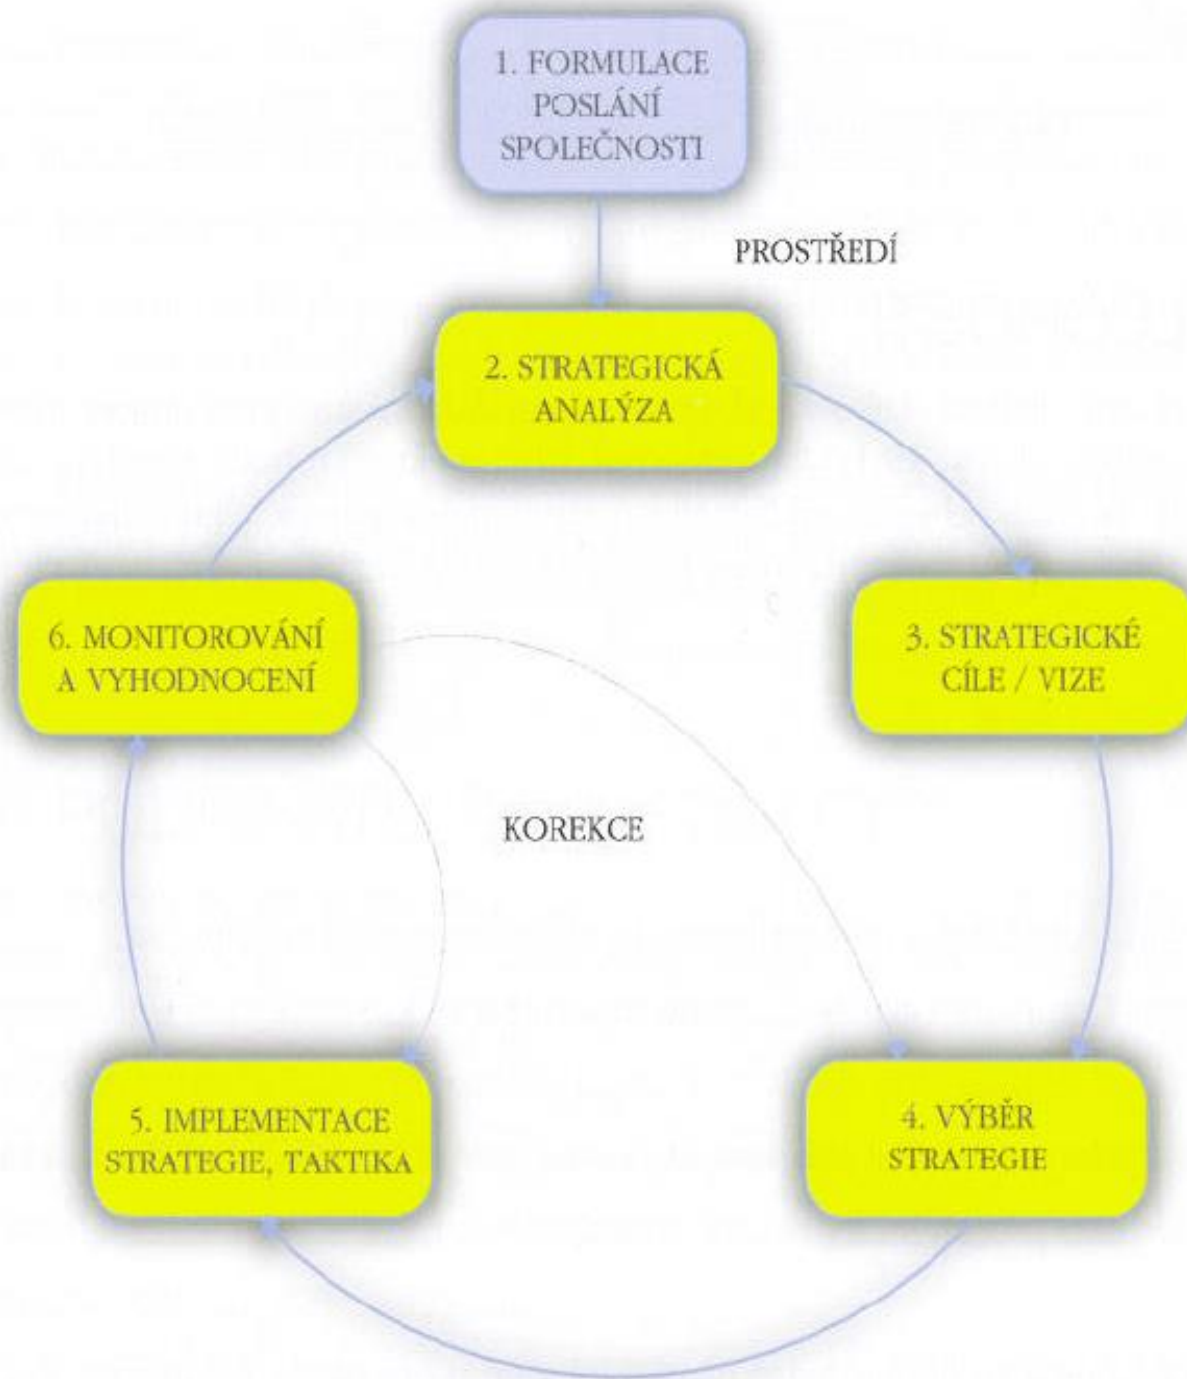 1. FORMULACE
POSLÁNÍ
SPOLEČNOSTI
PROSTŘEDÍ
2. STRATEGICKÁ
ANALÝZA
6. MONITOROVÁNÍ
A VYHODNOCENÍ
3. STRATEGICKÉ
CÍLE / VIZE
KOREKCE
5. IMPLEMENTACE
STRATEGIE, TAKTIKA
4. VÝBĚR
STRATEGIE